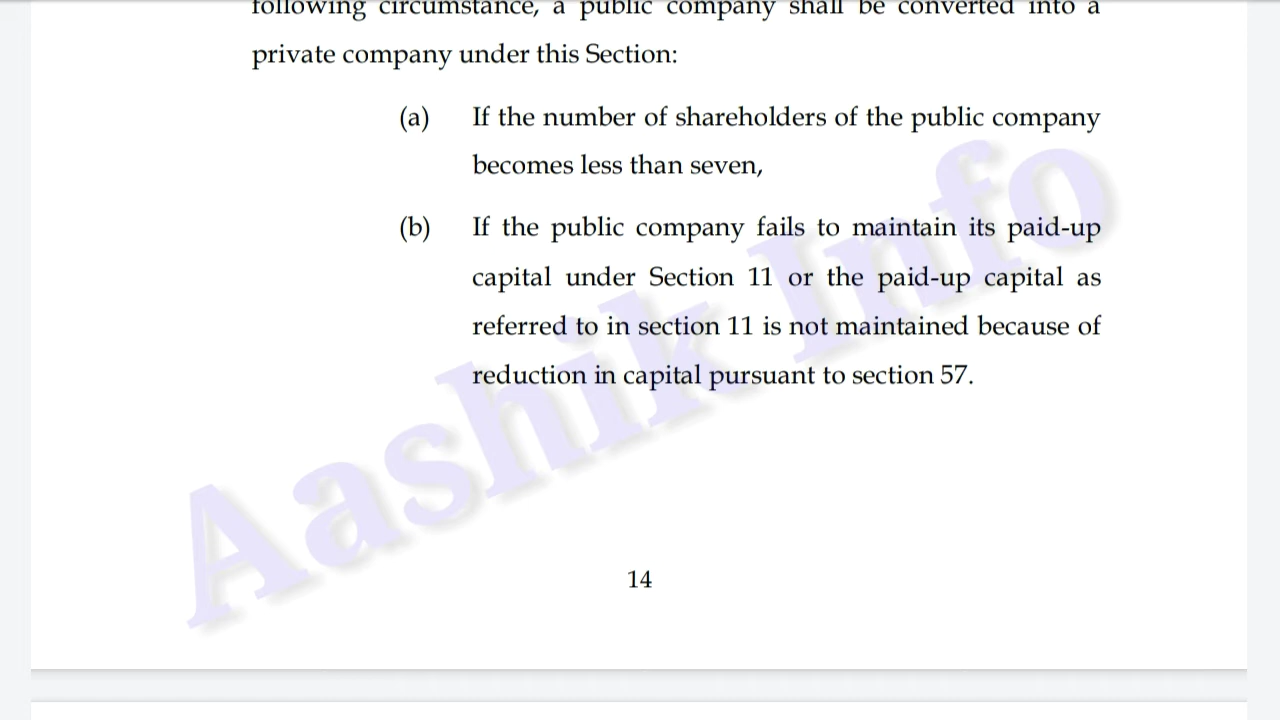 following circumstance, a public company shall be converted into a
private company under this Section:
(a) If the number of shareholders of the public company
becomes less than seven,
(b) If the public company fails to maintain its paid-up
capital under Section 11 or the paid-up capital as
referred to in section 11 is not maintained because of
reduction in capital pursuant to section 57.
Aashik Info
14